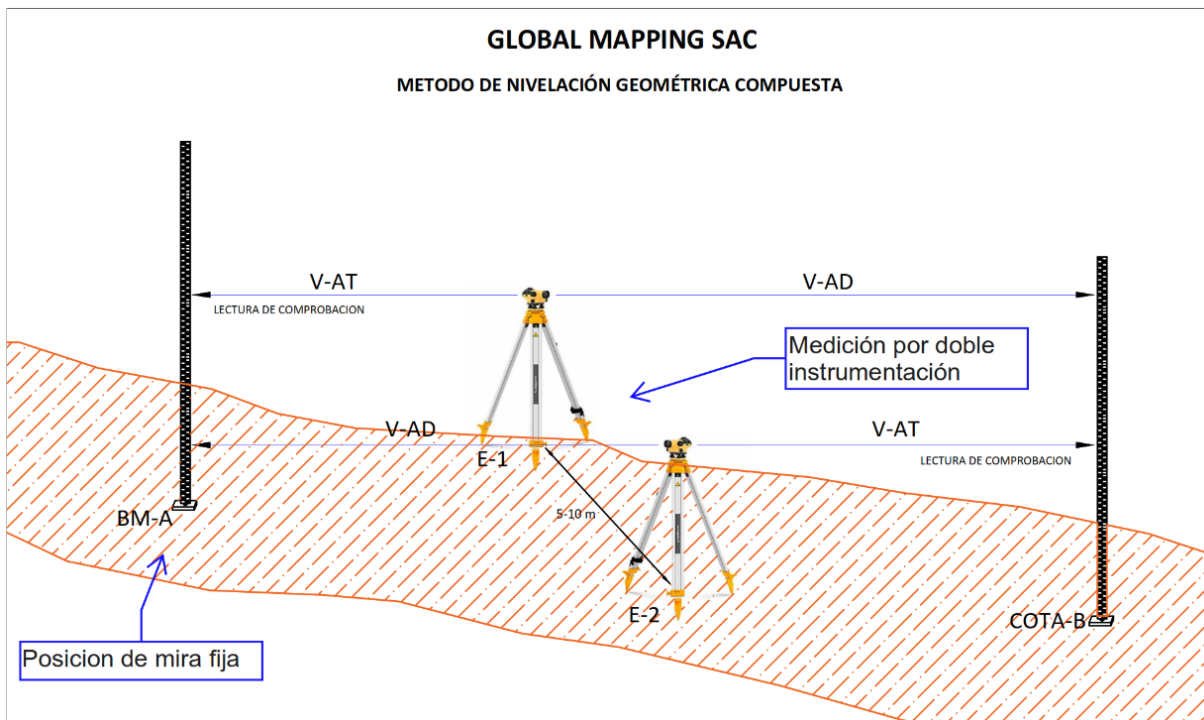 GLOBAL MAPPING SAC
METODO DE NIVELACIÓN GEOMÉTRICA COMPUESTA
V-AT
V-AD
LECTURA DE COMPROBACION
Medición por doble
instrumentación
V-AD
V-AT
E-1
LECTURA DE COMPROBACION
BM-A
5-10 m
E-2
COTA-B
Posicion de mira fija